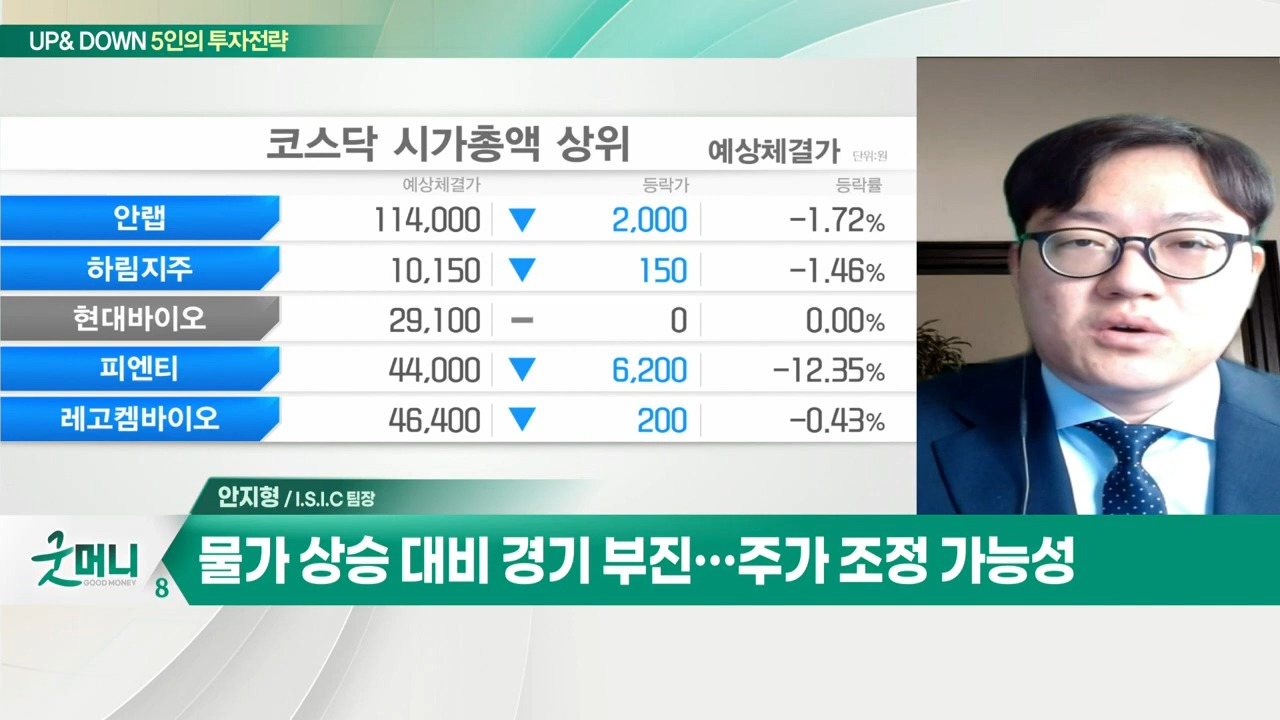 UP& DOWN 5인의 투자전략
코스닥 시가총액 상위 예상체결가 단위:원
예상체결가 등락가 등락률
안랩 114,000 ▼ 2,000 -1.72%
하림지주 10,150 ▼ 150 -1.46%
현대바이오 29,100 - 0 0.00%
피엔티 44,000 ▼ 6,200 -12.35%
레고켐바이오 46,400 ▼ 200 -0.43%
안지형 / I.S.I.C 팀장
굿머니
GOOD MONEY
8
물가 상승 대비 경기 부진…주가 조정 가능성